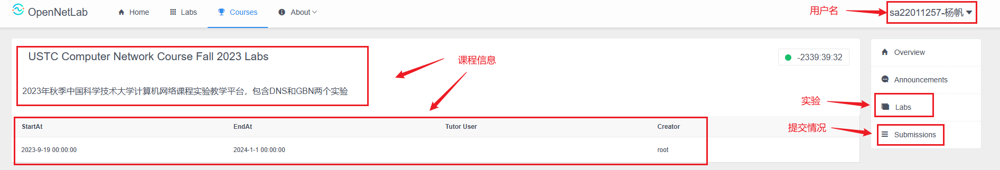 OpenNetLab
Home
Labs
Courses
About
用户名
sa22011257-杨帆
USTC Computer Network Course Fall 2023 Labs
课程信息
-2339:39:32
2023年秋季中国科学技术大学计算机网络课程实验教学平台，包含DNS和GBN两个实验
StartAt
EndAt
Tutor User
Creator
2023-9-19 00:00:00
2024-1-1 00:00:00
root
Overview
Announcements
实验
Labs
提交情况
Submissions